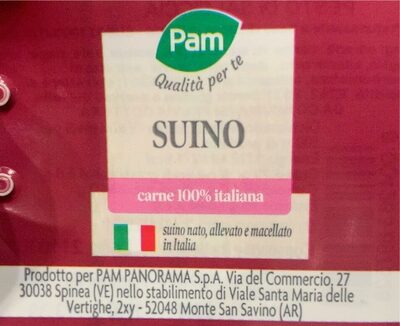 Pam
Qualità per te
SUINO
carne 100% italiana
suino nato, allevato e macellato
in Italia
Prodotto per PAM PANORAMA S.p.A. Via del Commercio, 27
30038 Spinea (VE) nello stabilimento di Viale Santa Maria delle
Vertighe, 2xy - 52048 Monte San Savino (AR)